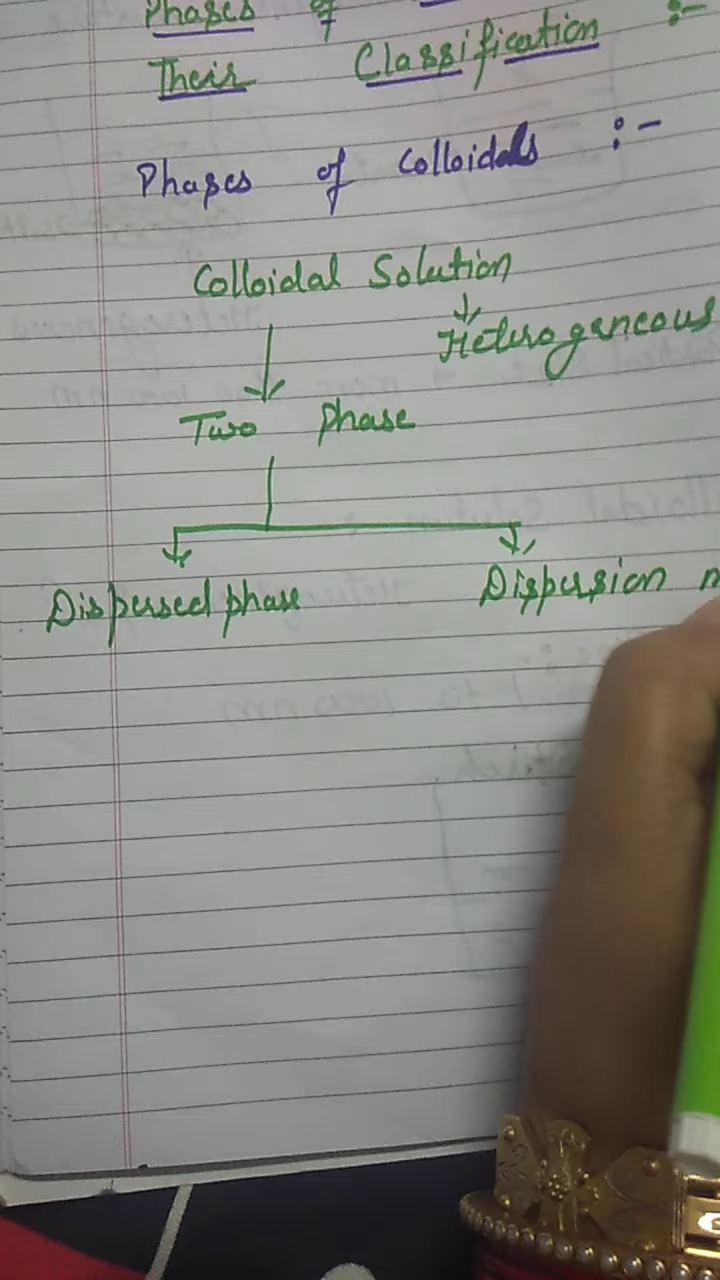 Phases of
Their Classification :-
Phases of Colloidals :-
Colloidal Solution
Heterogeneous
Two phase
Dispersed phase Dispersion